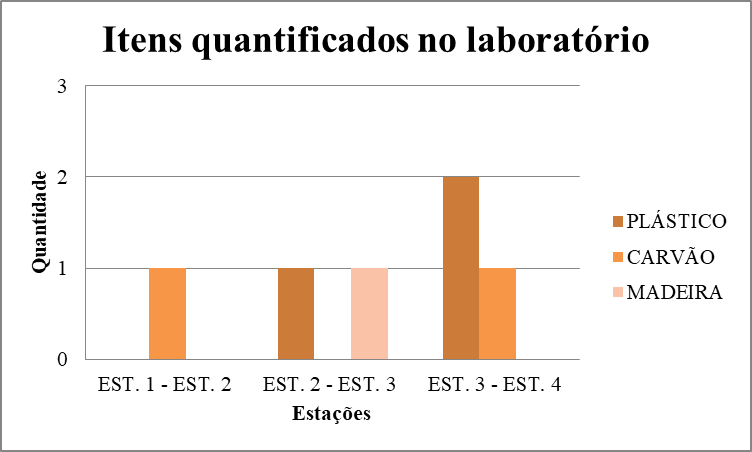 Itens quantificados no laboratório
3
2
1
0
Quantidade
EST. 1 - EST. 2
EST. 2 - EST. 3
EST. 3 - EST. 4
Estações
PLÁSTICO
CARVÃO
MADEIRA